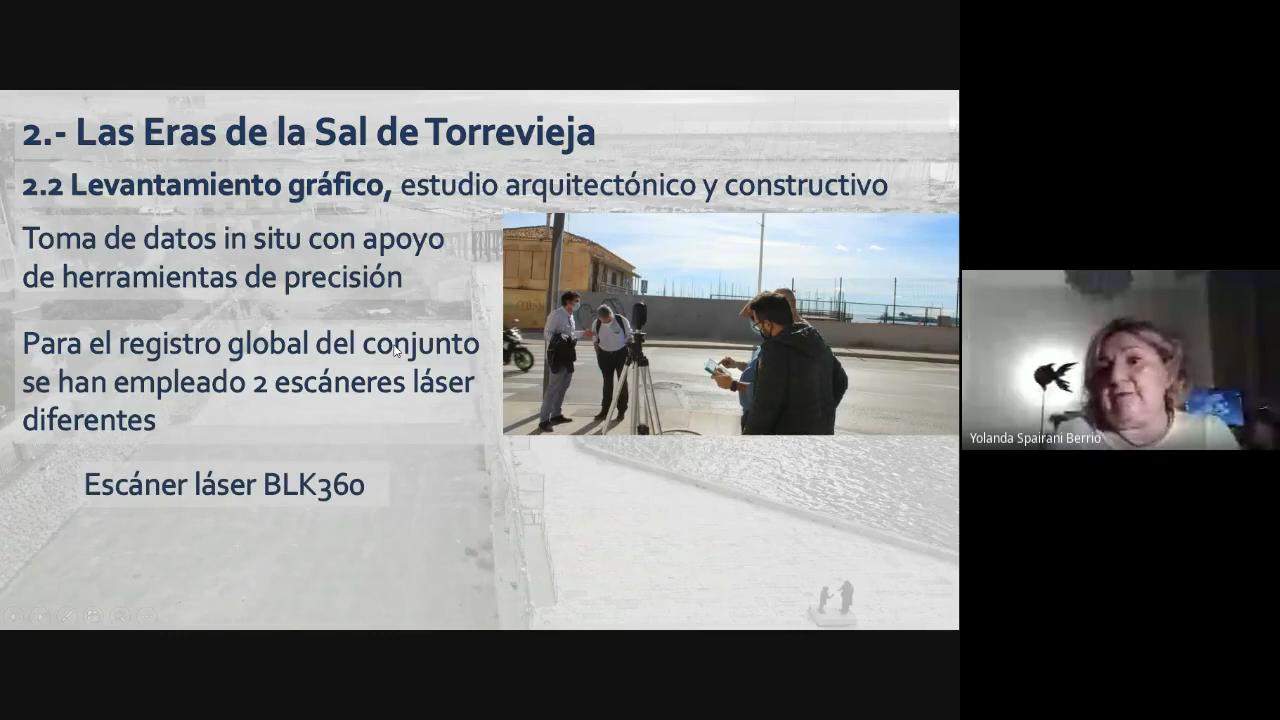 2.- Las Eras de la Sal de Torrevieja
2.2 Levantamiento gráfico, estudio arquitectónico y constructivo
Toma de datos in situ con apoyo
de herramientas de precisión
Para el registro global del conjunto
se han empleado 2 escáneres láser
diferentes
Escáner láser BLK360
Yolanda Spairani Berrio